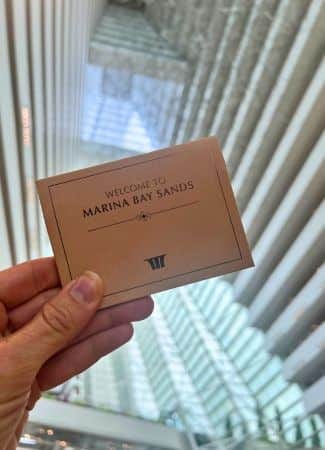 WELCOME TO
MARINA BAY SANDS